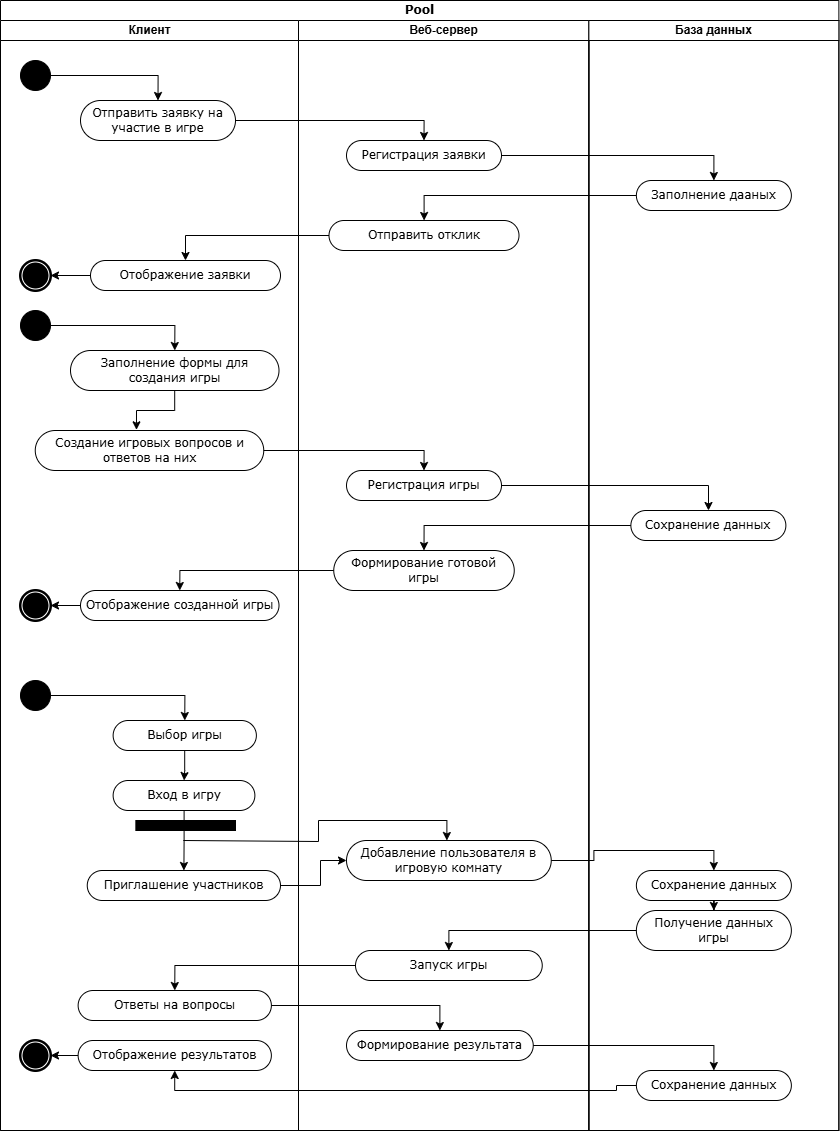 Pool
Клиент
Веб-сервер
База данных
Отправить заявку на
участие в игре
Регистрация заявки
Заполнение дааных
Отправить отклик
Отображение заявки
Заполнение формы для
создания игры
Создание игровых вопросов и
ответов на них
Регистрация игры
Сохранение данных
Формирование готовой
игры
Отображение созданной игры
Выбор игры
Вход в игру
Добавление пользователя в
игровую комнату
Приглашение участников
Сохранение данных
Получение данных
игры
Запуск игры
Ответы на вопросы
Формирование результата
Отображение результатов
Сохранение данных